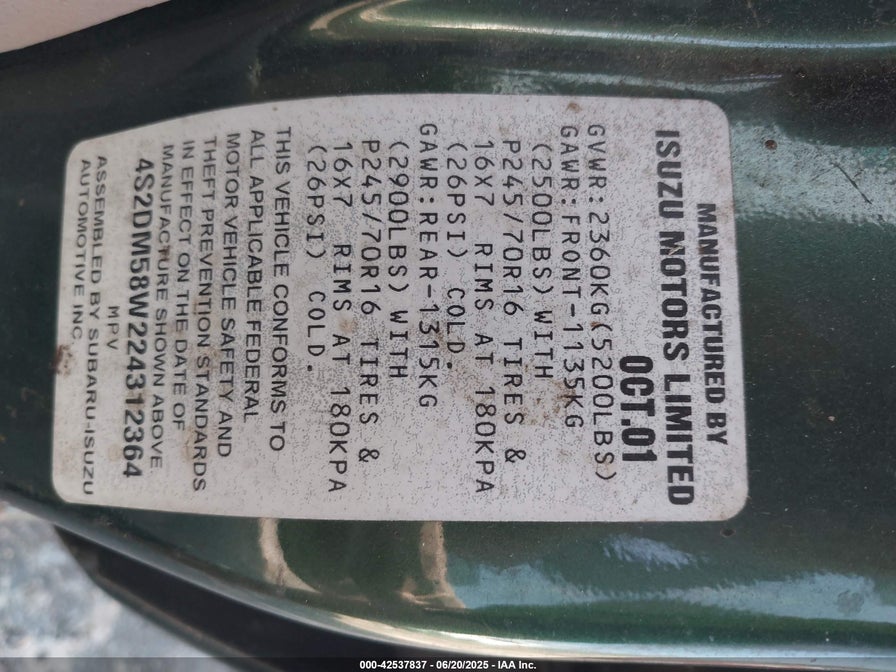 MANUFACTURED BY
ISUZU MOTORS LIMITED
OCT.01
GVWR:2360KG(5200LBS)
GAWR:FRONT-1135KG
(2500LBS) WITH
P245/70R16 TIRES &
16X7 RIMS AT 180KPA
(26PSI) COLD.
GAWR:REAR-1315KG
(2900LBS) WITH
P245/70R16 TIRES &
16X7 RIMS AT 180KPA
(26PSI) COLD.
THIS VEHICLE CONFORMS TO
ALL APPLICABLE FEDERAL
MOTOR VEHICLE SAFETY AND
THEFT PREVENTION STANDARDS
IN EFFECT ON THE DATE OF
MANUFACTURE SHOWN ABOVE.
4S2DM58W224312364
MPV
ASSEMBLED BY SUBARU-ISUZU
AUTOMOTIVE INC
000-42537837 - 06/20/2025 - IAA Inc.